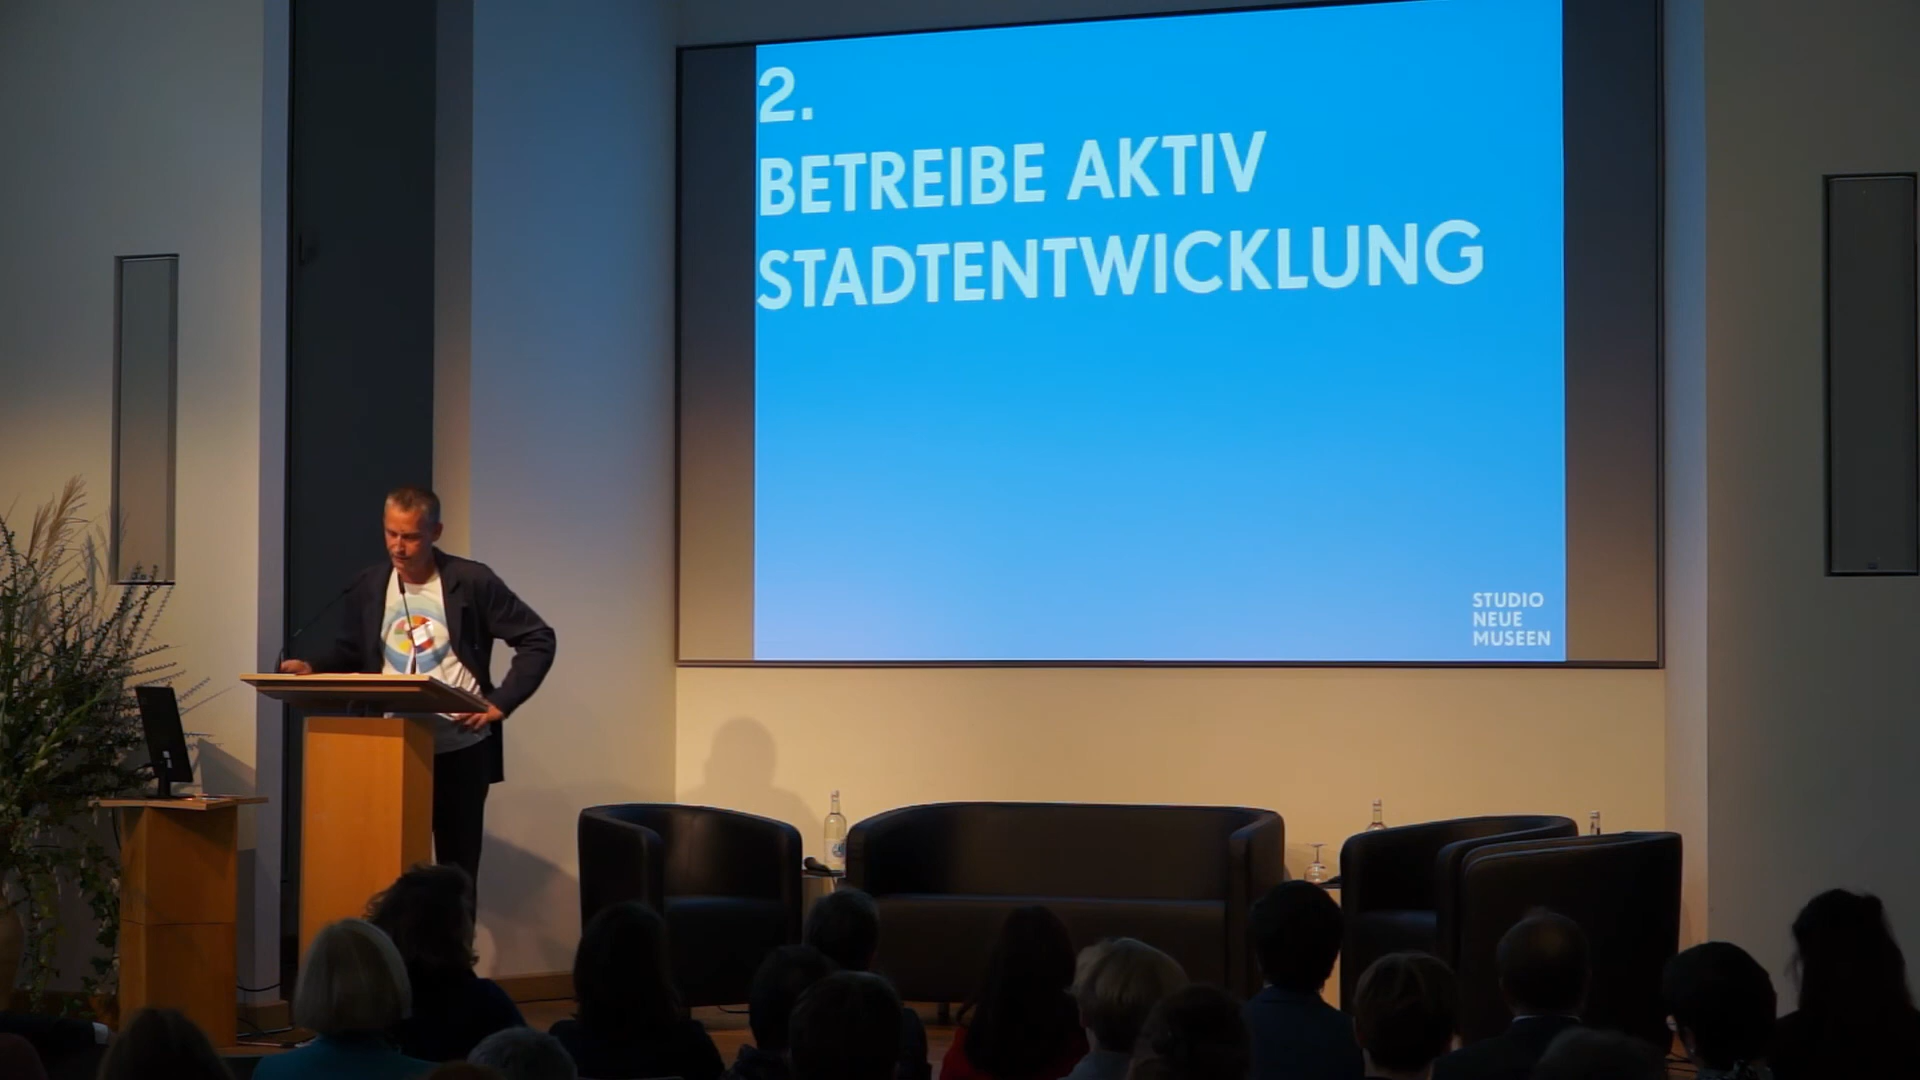 2.
BETREIBE AKTIV
STADTENTWICKLUNG
STUDIO
NEUE
MUSEEN